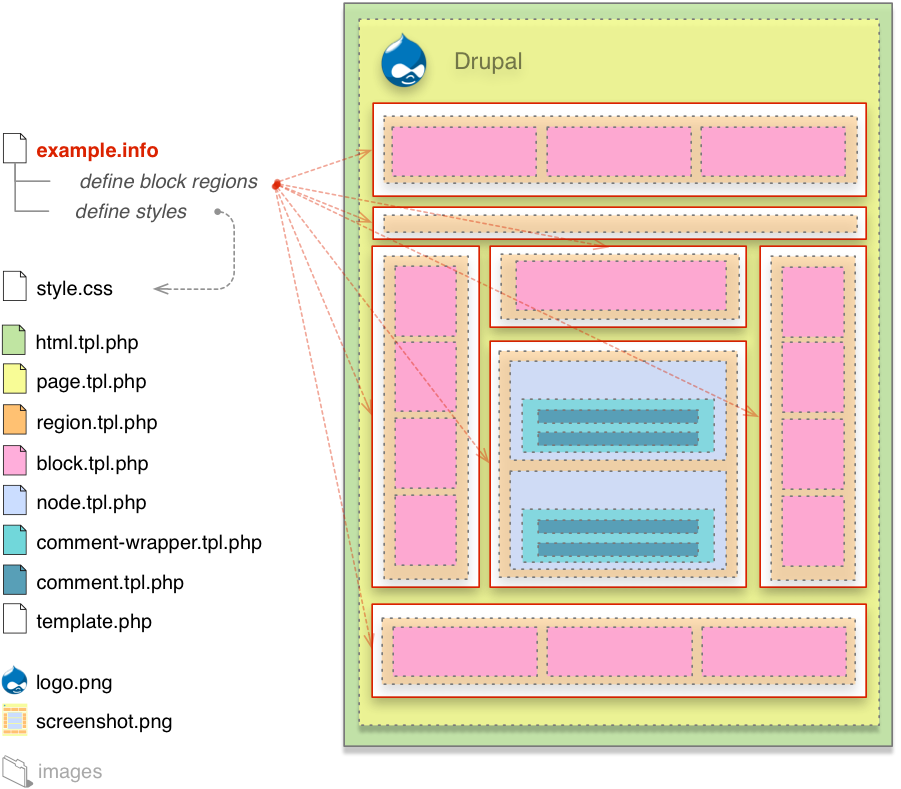 Drupal
example.info
define block regions
define styles
style.css
html.tpl.php
page.tpl.php
region.tpl.php
block.tpl.php
node.tpl.php
comment-wrapper.tpl.php
comment.tpl.php
template.php
logo.png
screenshot.png
images